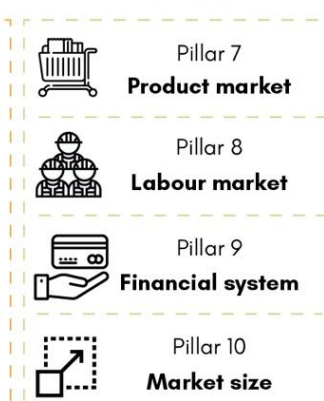 Pillar 7
Product market
Pillar 8
Labour market
Pillar 9
Financial system
Pillar 10
Market size